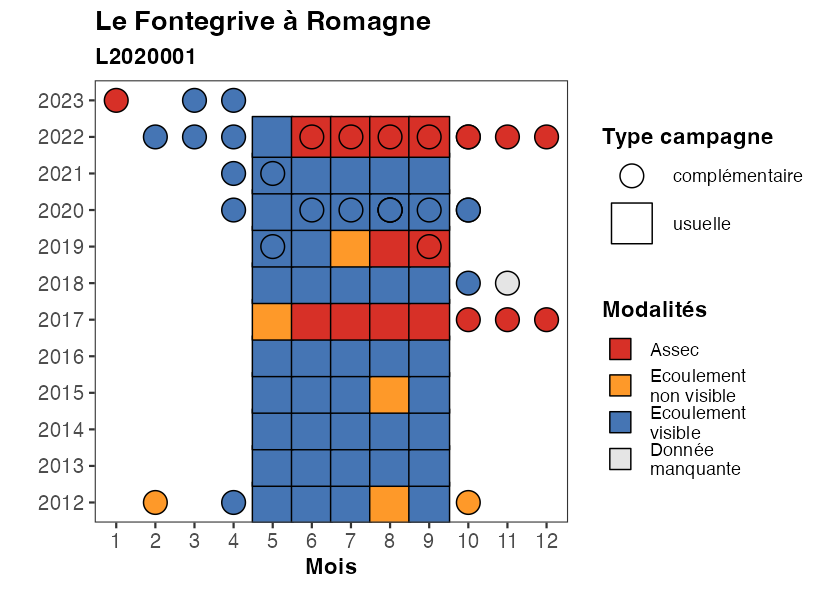 Le Fontegrive à Romagne
L2020001
2023
2022
2021
2020
2019
2018
2017
2016
2015
2014
2013
2012
1 2 3 4 5 6 7 8 9 10 11 12
Mois
Type campagne
complémentaire
usuelle
Modalités
Assec
Ecoulement
non visible
Ecoulement
visible
Donnée
manquante